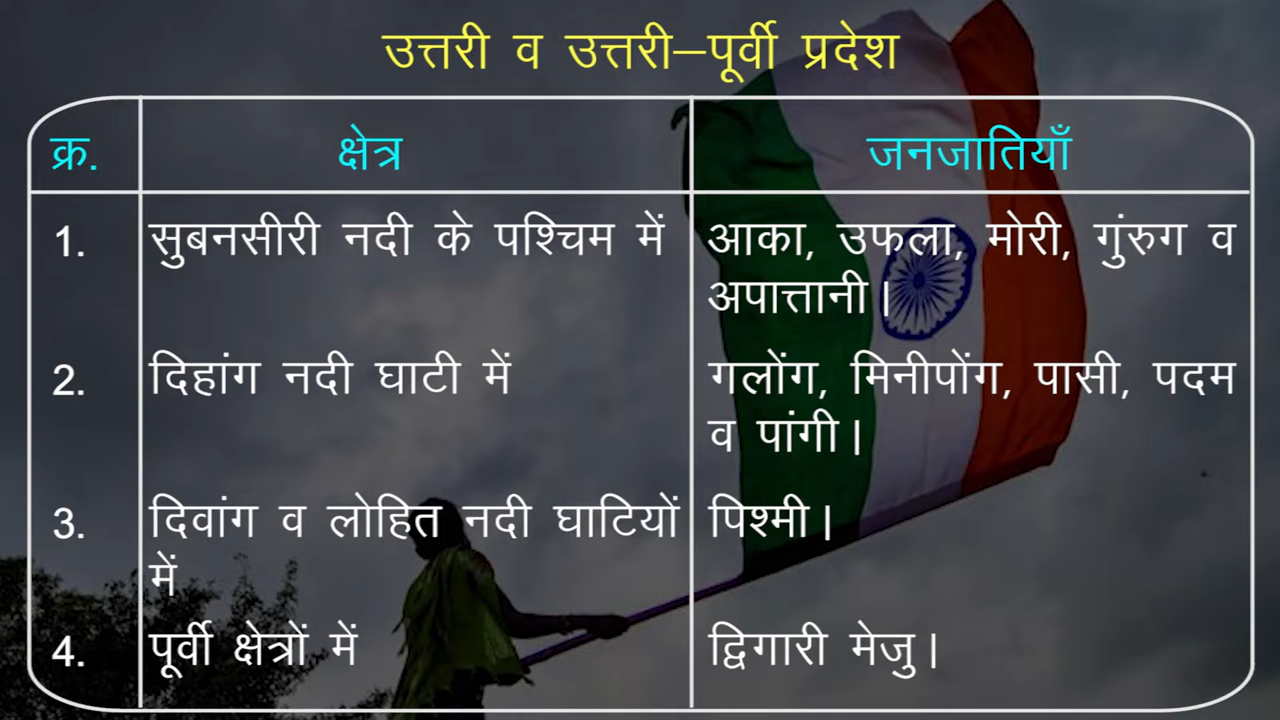 उत्तरी व उत्तरी–पूर्वी प्रदेश
क्र. क्षेत्र जनजातियाँ
1. सुबनसीरी नदी के पश्चिम में आका, उफला, मोरी, गुंरुग व
अपात्तानी।
2. दिहांग नदी घाटी में गलोंग, मिनीपोंग, पासी, पदम
व पांगी।
3. दिवांग व लोहित नदी घाटियों पिश्मी।
में
4. पूर्वी क्षेत्रों में द्विगारी मेजु।